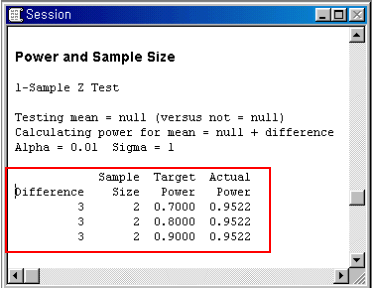 Session
Power and Sample Size
1-Sample Z Test
Testing mean = null (versus not = null)
Calculating power for mean = null + difference
Alpha = 0.01  Sigma = 1
Sample  Target  Actual
Difference  Size  Power  Power
3  2  0.7000  0.9522
3  2  0.8000  0.9522
3  2  0.9000  0.9522